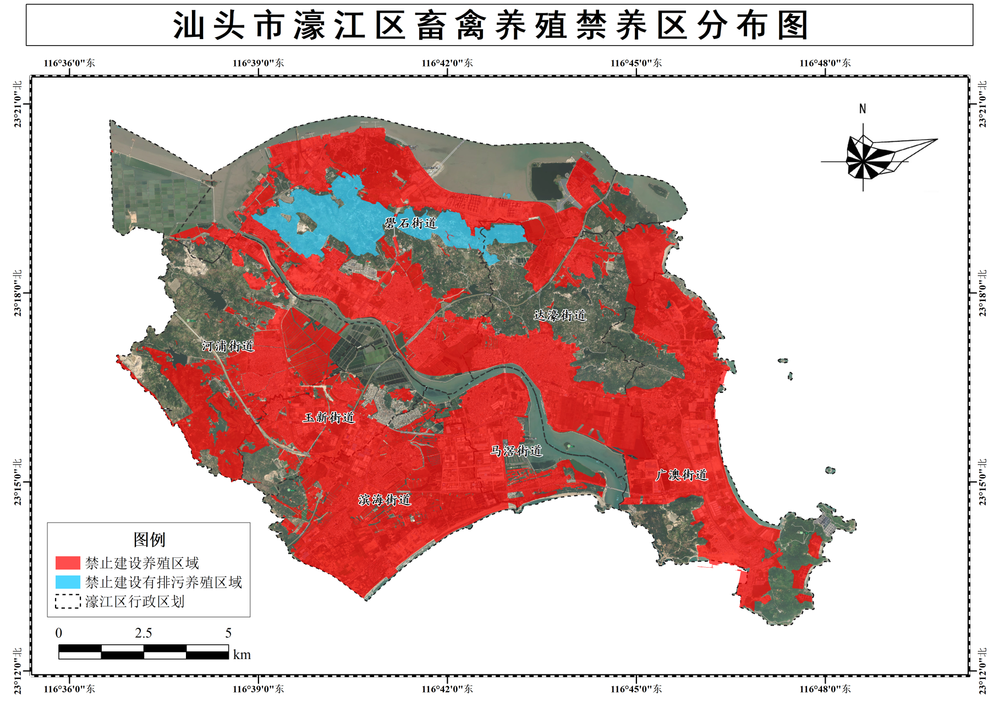 汕头市濠江区畜禽养殖禁养区分布图
116°36'0"东
116°39'0"东
116°42'0"东
116°45'0"东
116°48'0"东
23°21'0"北
23°21'0"北
N
礐石街道
23°18'0"北
23°18'0"北
达濠街道
河浦街道
玉新街道
马滘街道
广澳街道
23°15'0"北
23°15'0"北
滨海街道
图例
禁止建设养殖区域
禁止建设有排污养殖区域
濠江区行政区划
0 2.5 5
km
23°12'0"北
23°12'0"北
116°36'0"东
116°39'0"东
116°42'0"东
116°45'0"东
116°48'0"东